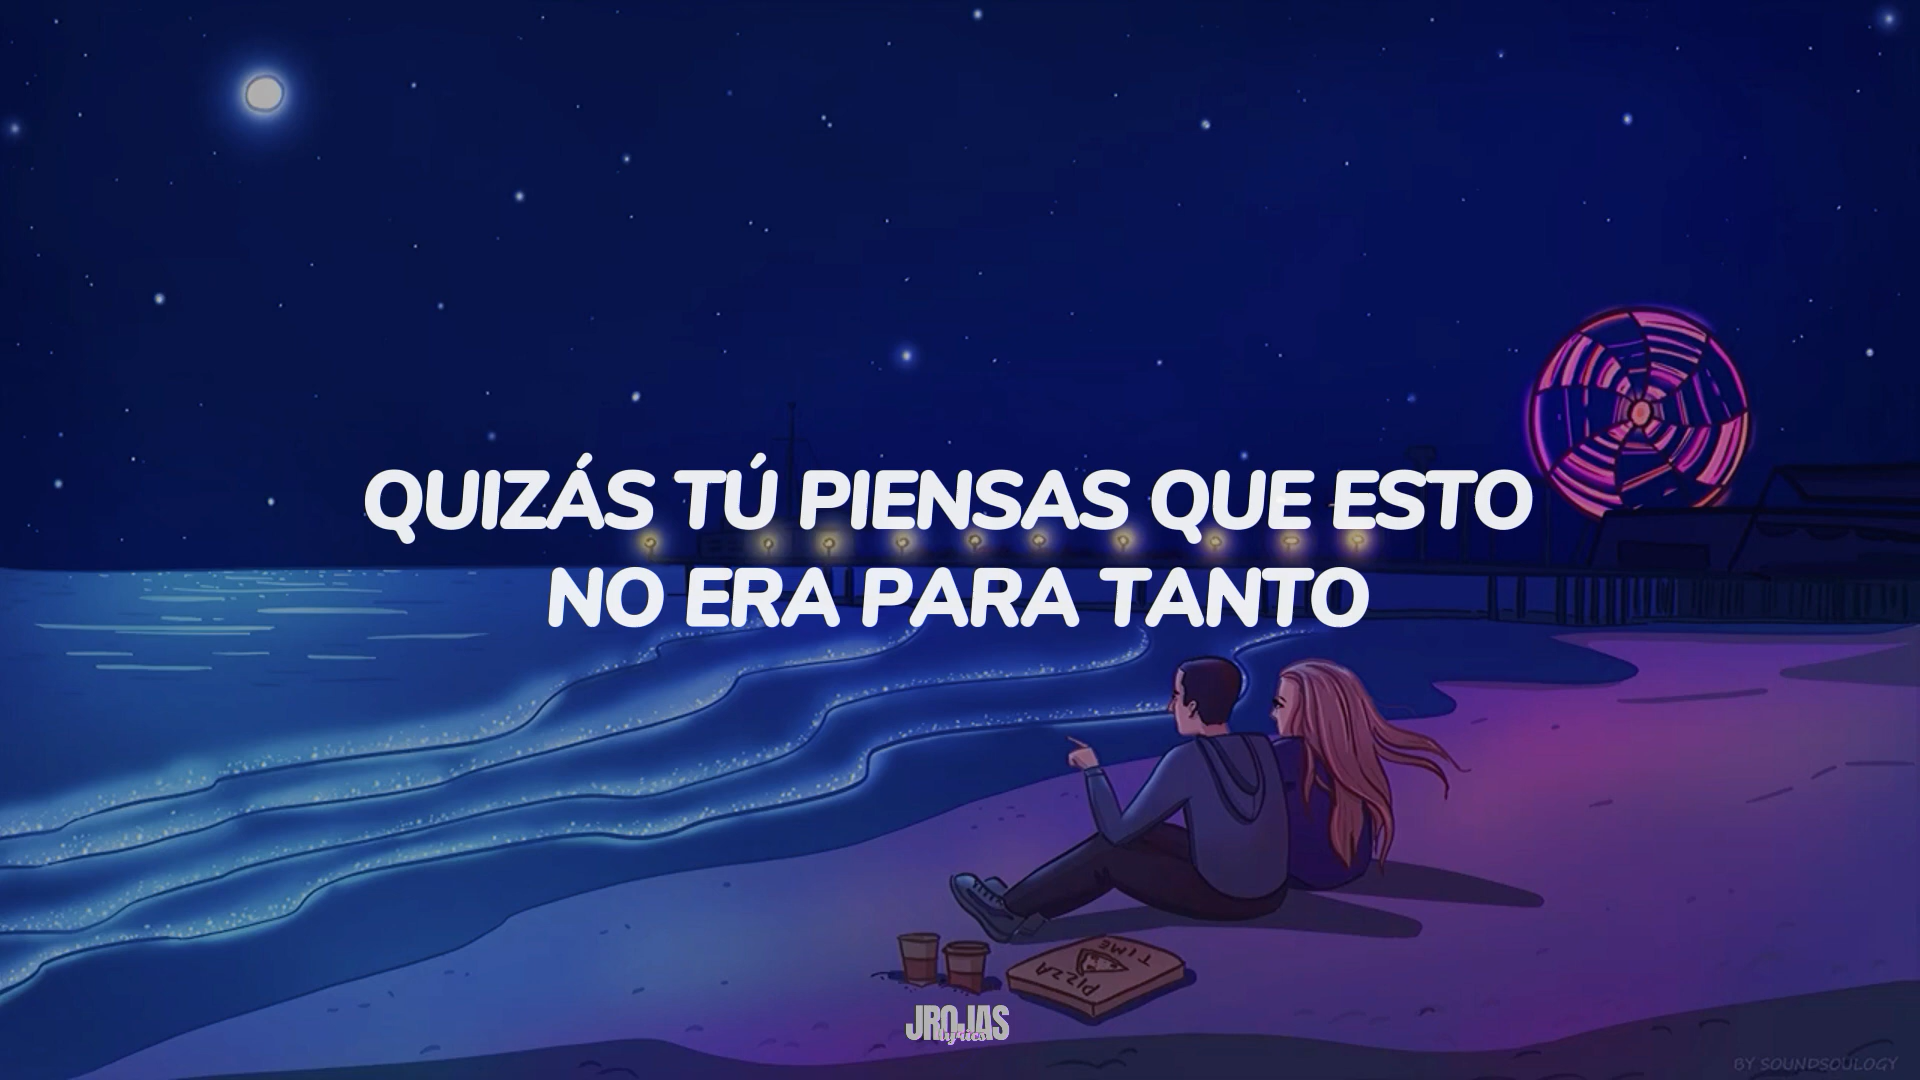 QUIZÁS TÚ PIENSAS QUE ESTO
NO ERA PARA TANTO
PIZZA
TIME
JROJAS
lyrics
BY SOUNDSOULOGY